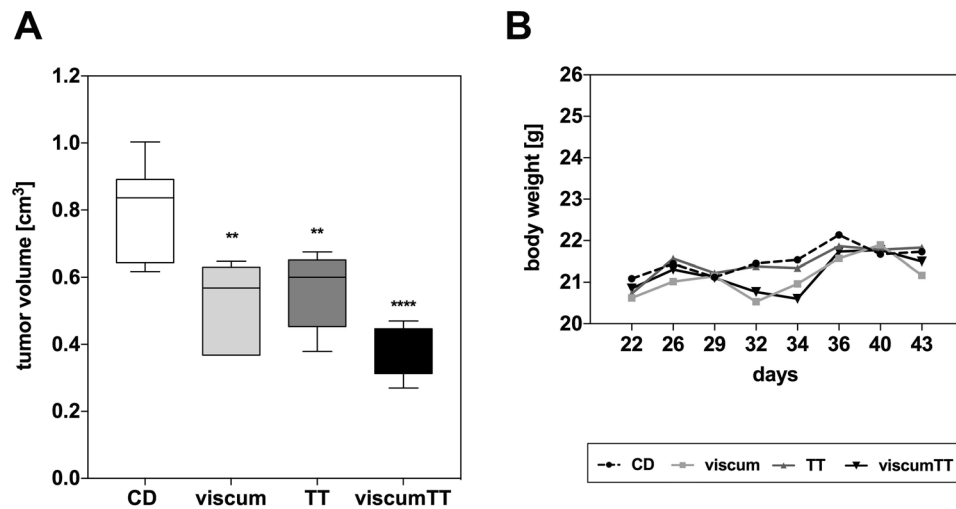 A
tumor volume [cm³]
1.2
1.0
0.8
0.6
0.4
0.2
0.0
**
**
****
CD viscum TT viscumTT
B
body weight [g]
26
25
24
23
22
21
20
22 26 29 32 34 36 40 43
days
CD viscum TT viscumTT